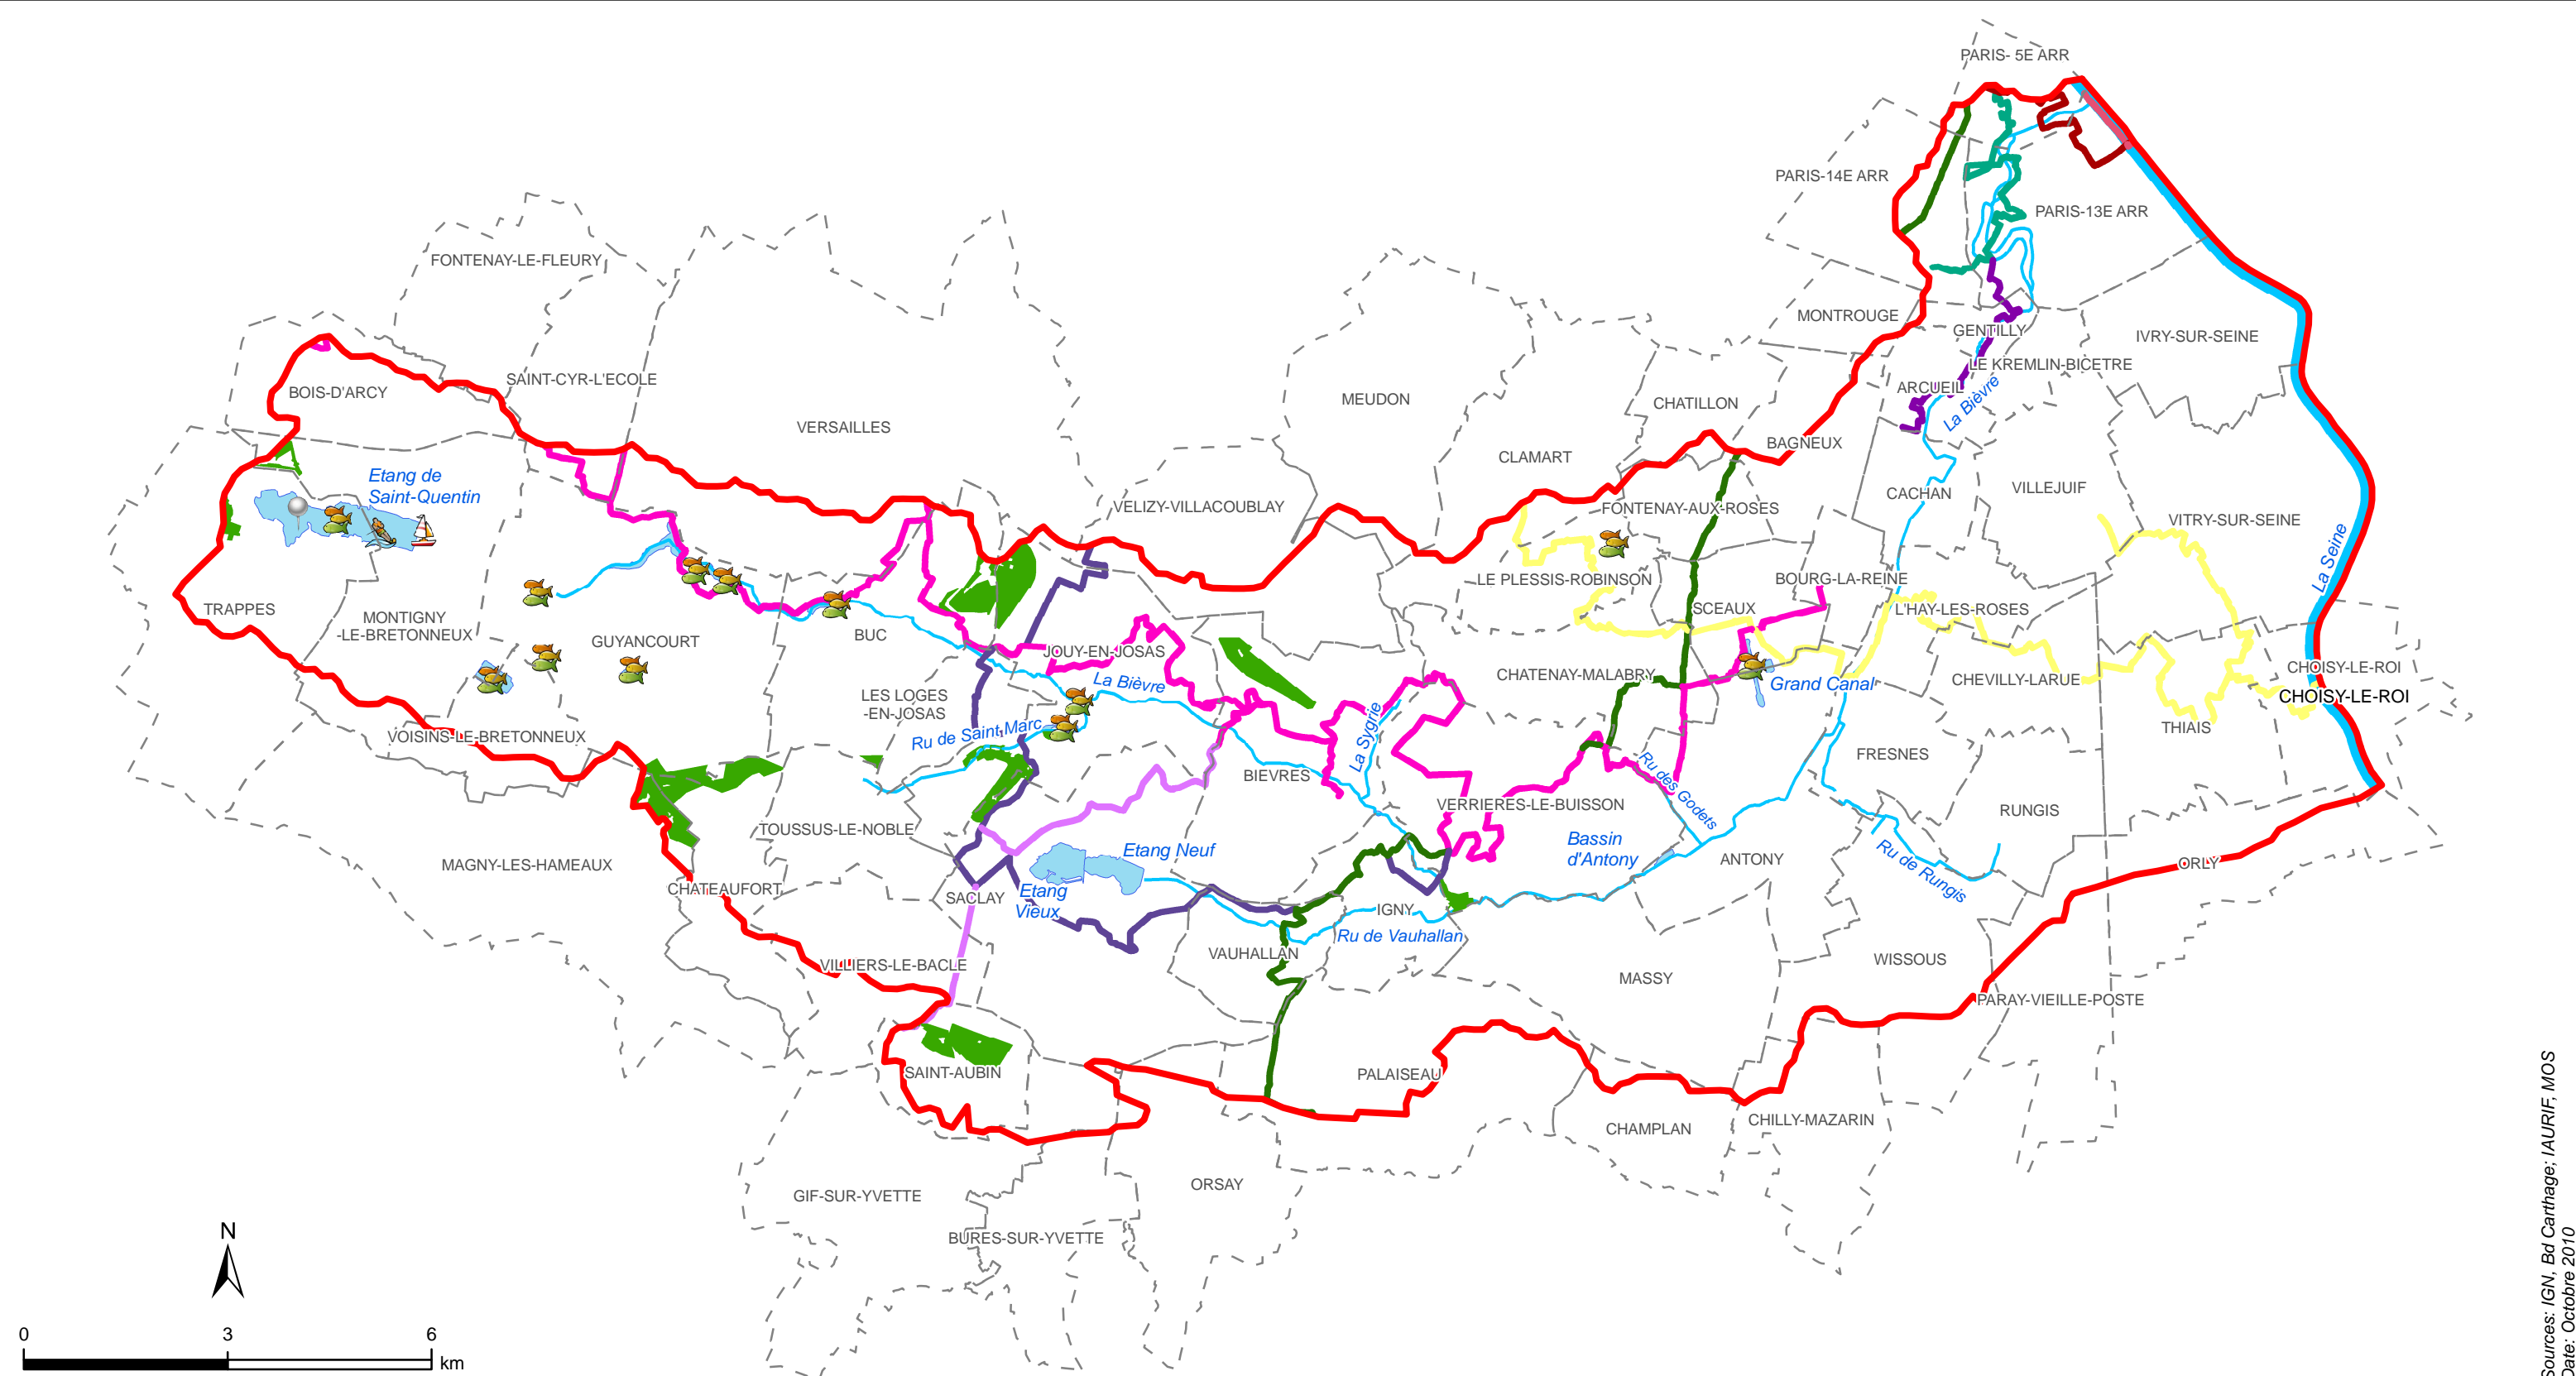 PARIS- 5E ARR
PARIS-14E ARR
PARIS-13E ARR
FONTENAY-LE-FLEURY
MONTROUGE
GENTILLY
IVRY-SUR-SEINE
LE KREMLIN-BICETRE
BOIS-D'ARCY
SAINT-CYR-L'ECOLE
ARCUEIL
La Bièvre
MEUDON
CHATILLON
VERSAILLES
BAGNEUX
CLAMART
Etang de
Saint-Quentin
VELIZY-VILLACOUBLAY
FONTENAY-AUX-ROSES
CACHAN
VILLEJUIF
VITRY-SUR-SEINE
La Seine
LE PLESSIS-ROBINSON
BOURG-LA-REINE
TRAPPES
MONTIGNY
-LE-BRETONNEUX
GUYANCOURT
BUC
SCEAUX
L'HAY-LES-ROSES
JOUY-EN-JOSAS
CHATENAY-MALABRY
Grand Canal
CHEVILLY-LARUE
CHOISY-LE-ROI
CHOISY-LE-ROI
La Bièvre
LES LOGES
-EN-JOSAS
Ru de Saint Marc
La Sygrie
THIAIS
VOISINS-LE-BRETONNEUX
BIEVRES
Ru des Godets
FRESNES
VERRIERES-LE-BUISSON
RUNGIS
TOUSSUS-LE-NOBLE
Bassin
d'Antony
Etang Neuf
ANTONY
Ru de Rungis
ORLY
MAGNY-LES-HAMEAUX
CHATEAUFORT
SACLAY
Etang
Vieux
IGNY
Ru de Vauhallan
VAUHALLAN
VILLIERS-LE-BACLE
MASSY
WISSOUS
PARAY-VIEILLE-POSTE
SAINT-AUBIN
PALAISEAU
CHAMPLAN
CHILLY-MAZARIN
GIF-SUR-YVETTE
ORSAY
BURES-SUR-YVETTE
N
0 3 6
km
Sources: IGN, Bd Carthage; IAURIF, MOS
Date: Octobre 2010